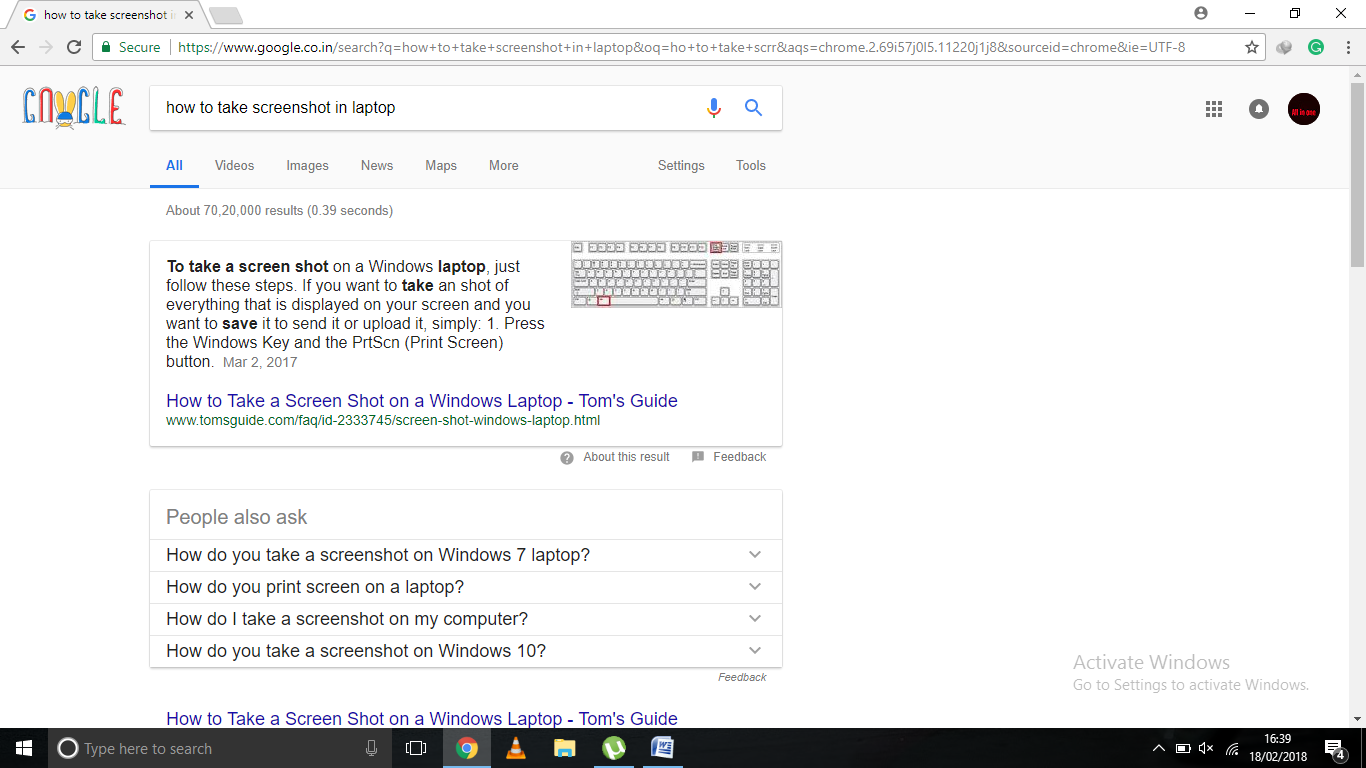 how to take screenshot i
Secure | https://www.google.co.in/search?q=how+to+take+screenshot+in+laptop&oq=ho+to+take+scrr&aqs=chrome.2.69i57j0l5.11220j1j8&sourceid=chrome&ie=UTF-8
how to take screenshot in laptop
All in one
All Videos Images News Maps More Settings Tools
About 70,20,000 results (0.39 seconds)
To take a screen shot on a Windows laptop, just
follow these steps. If you want to take an shot of
everything that is displayed on your screen and you
want to save it to send it or upload it, simply: 1. Press
the Windows Key and the PrtScn (Print Screen)
button. Mar 2, 2017
How to Take a Screen Shot on a Windows Laptop - Tom's Guide
www.tomsguide.com/faq/id-2333745/screen-shot-windows-laptop.html
About this result Feedback
People also ask
How do you take a screenshot on Windows 7 laptop?
How do you print screen on a laptop?
How do I take a screenshot on my computer?
How do you take a screenshot on Windows 10?
Feedback
How to Take a Screen Shot on a Windows Laptop - Tom's Guide
Activate Windows
Go to Settings to activate Windows.
Type here to search
16:39
18/02/2018
4